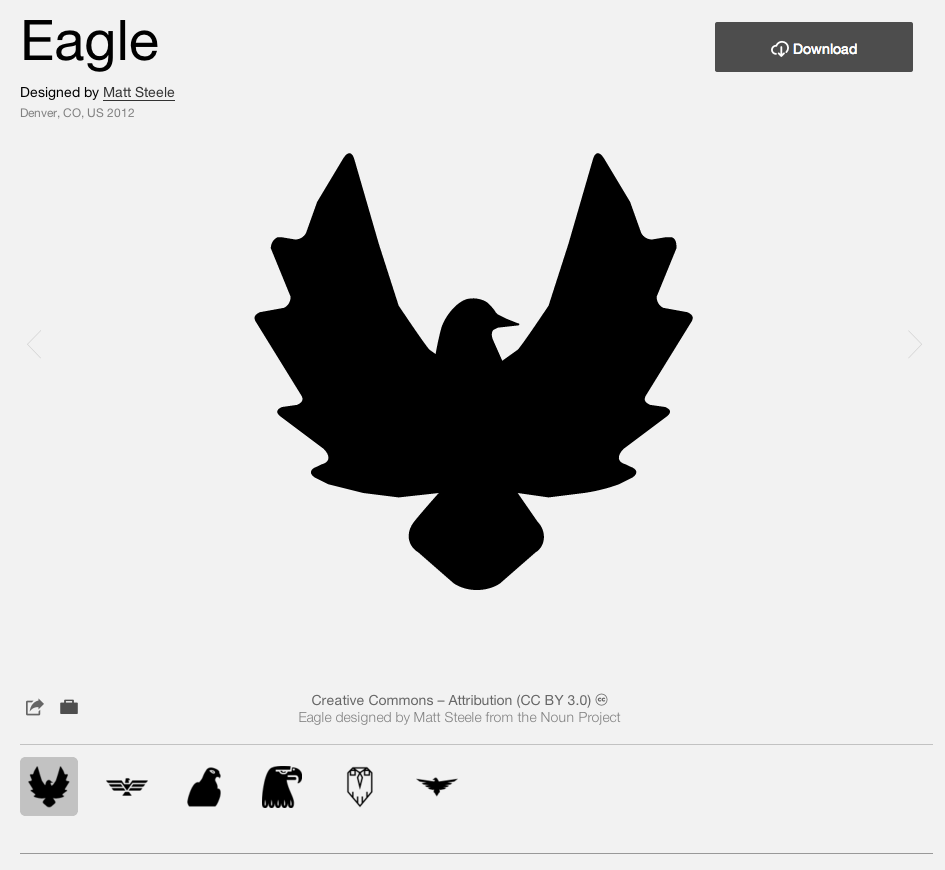 Eagle
Download
Designed by Matt Steele
Denver, CO, US 2012
Creative Commons – Attribution (CC BY 3.0)
Eagle designed by Matt Steele from the Noun Project